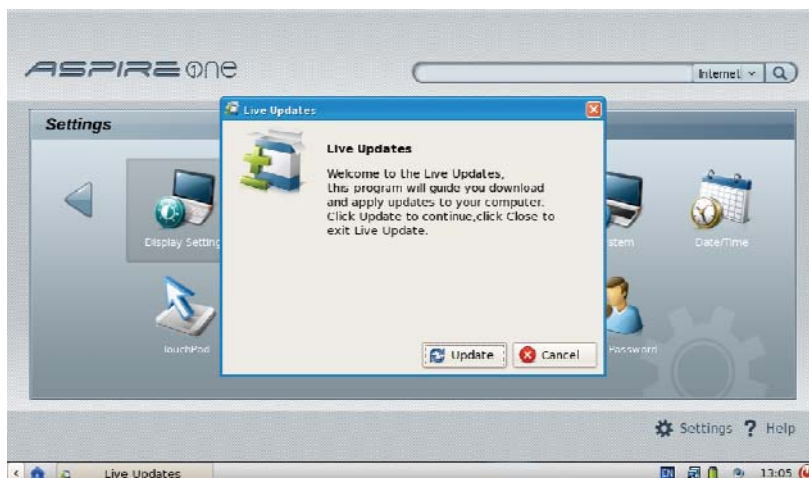 ASPIRE one
Internet
Settings
Live Updates
Live Updates
Welcome to the Live Updates,
this program will guide you download
and apply updates to your computer.
Click Update to continue,click Close to
exit Live Update.
Display Setting
stem
Date/Time
TouchPad
Password
Update
Cancel
Settings
? Help
Live Updates
EN
13:05